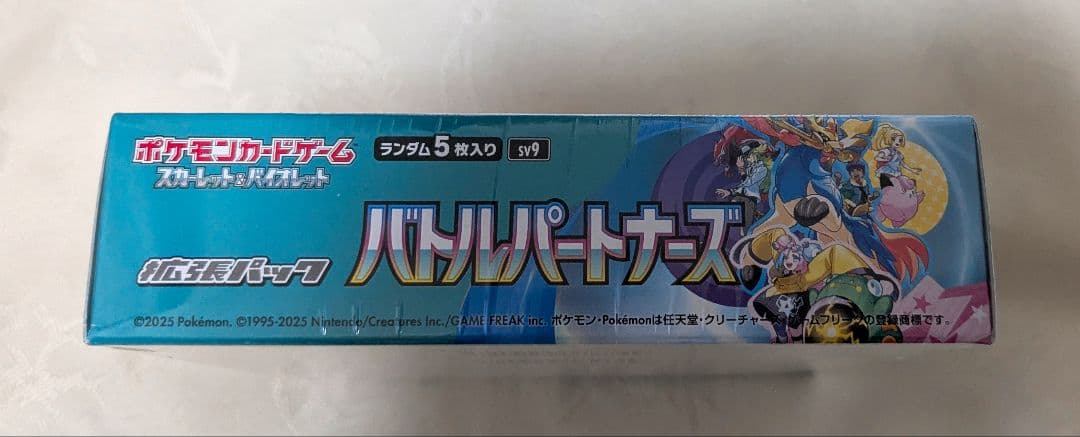 ポケモンカードゲーム
スカーレット&バイオレット
ランダム5枚入り sv9
拡張パック
バトルパートナーズ
©2025 Pokémon. ©1995-2025 Nintendo/Creatures Inc./GAME FREAK inc. ポケモン・Pokémonは任天堂・クリーチャーズ・ゲームフリークの登録商標です。